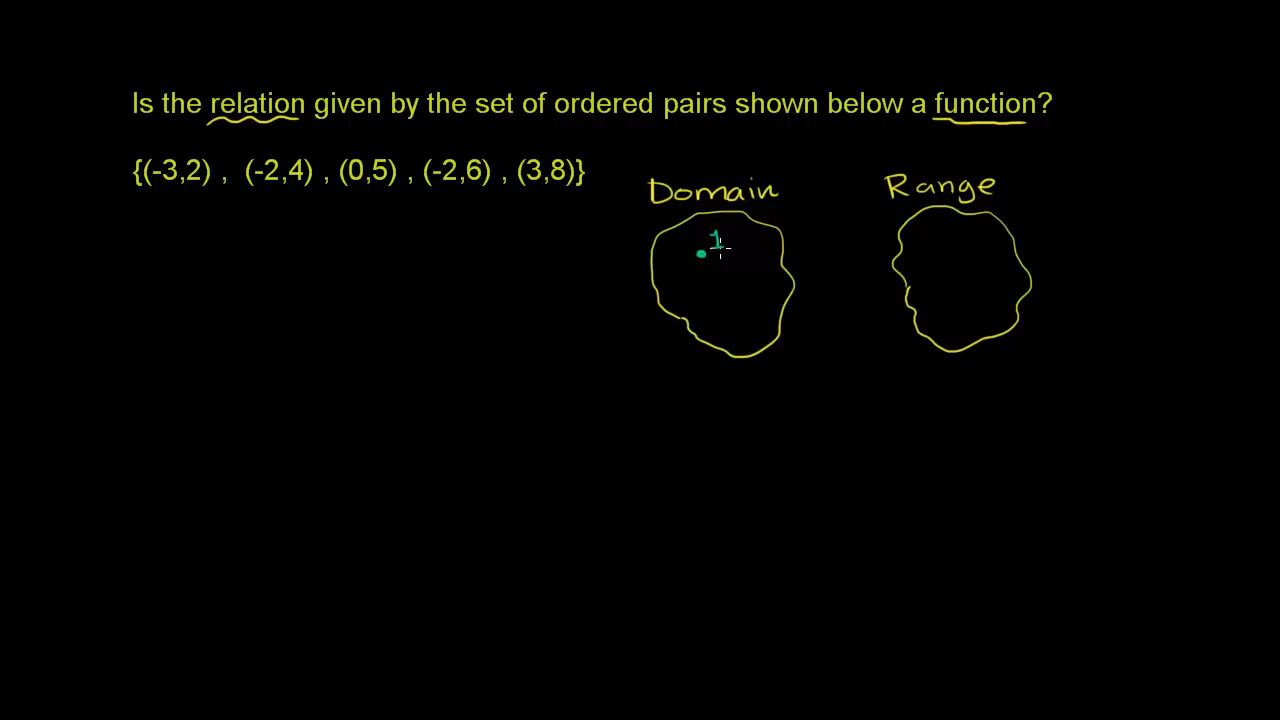 Is the relation given by the set of ordered pairs shown below a function?
{(-3,2) , (-2,4) , (0,5) , (-2,6) , (3,8)}
Domain
Range
1